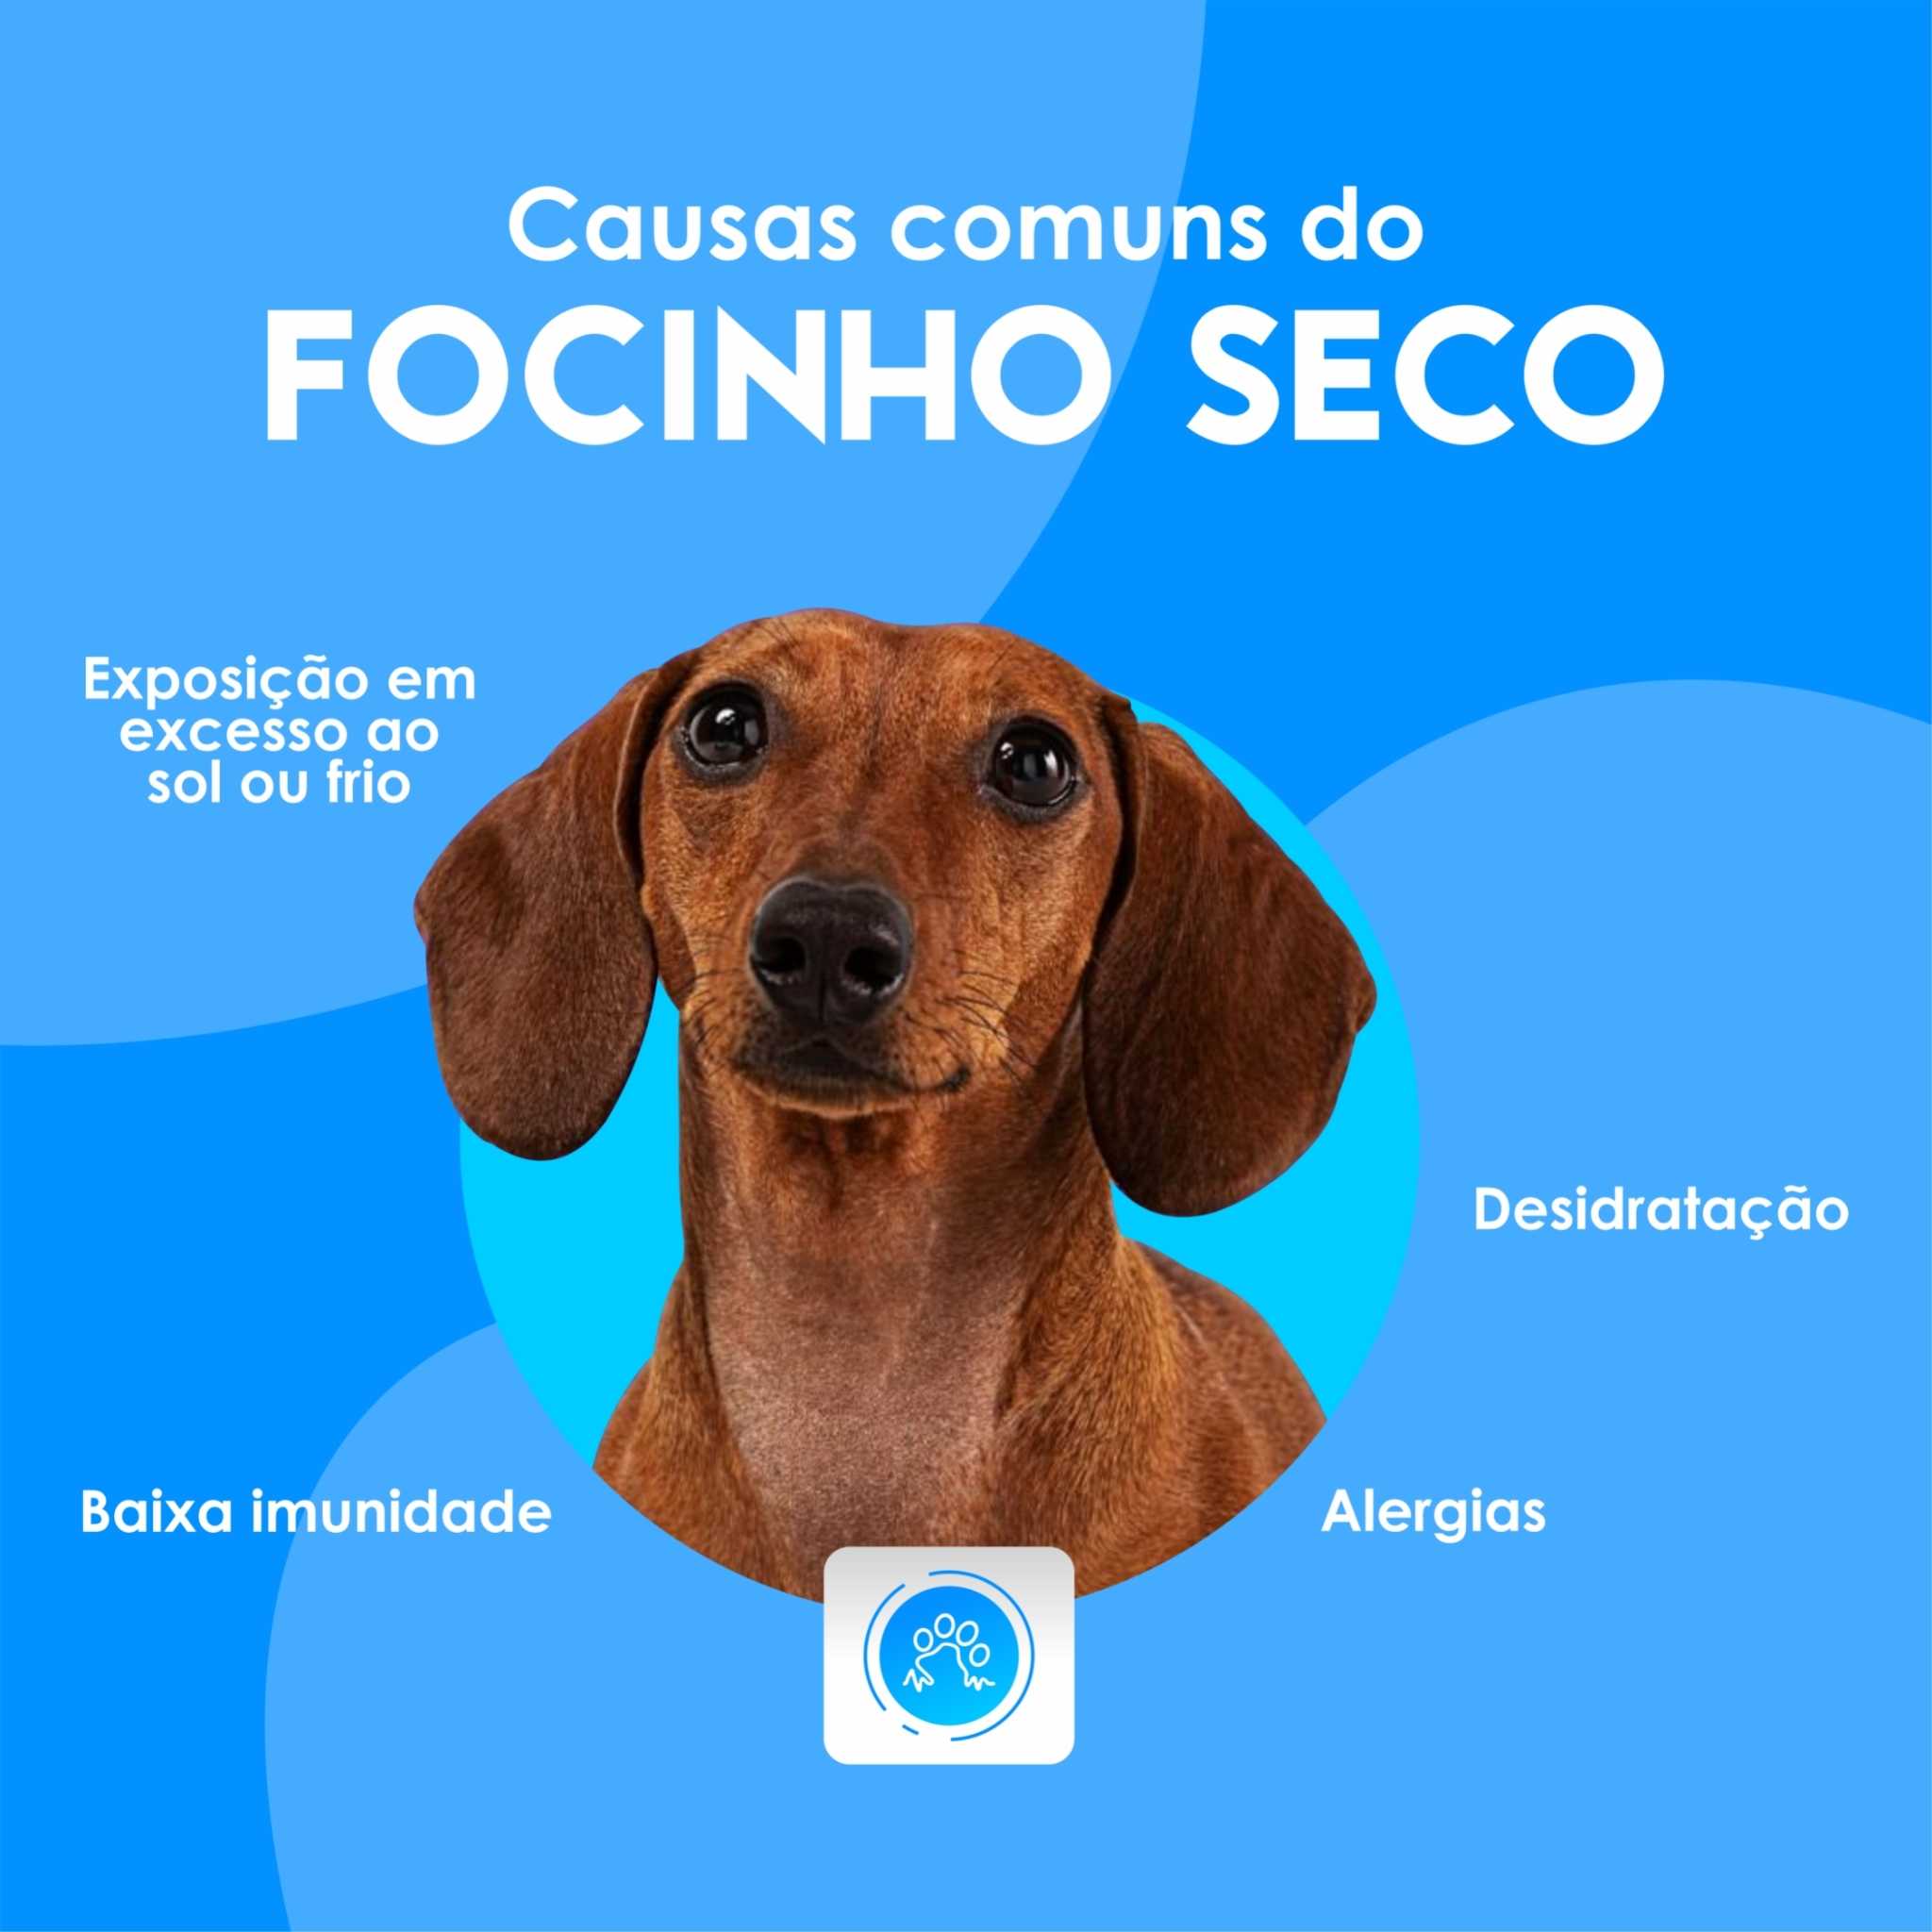 Causas comuns do
FOCINHO SECO
Exposição em
excesso ao
sol ou frio
Desidratação
Baixa imunidade
Alergias